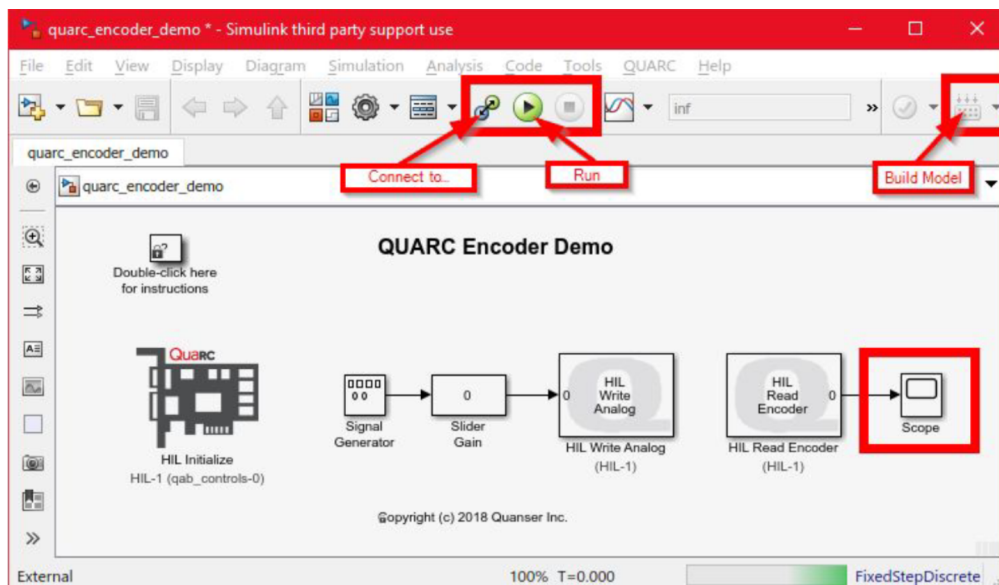 quarc_encoder_demo * - Simulink third party support use
File Edit View Display Diagram Simulation Analysis Code Tools QUARC Help
inf
»
quarc_encoder_demo
Connect to...
Run
Build Model
quarc_encoder_demo
QUARC Encoder Demo
?
Double-click here
for instructions
QUARC
HIL Initialize
HIL-1 (qab_controls-0)
Signal
Generator
0
Slider
Gain
0
HIL
Write
Analog
HIL Write Analog
(HIL-1)
HIL
Read
Encoder
0
HIL Read Encoder
(HIL-1)
Scope
Copyright (c) 2018 Quanser Inc.
»
External
100% T=0.000
FixedStepDiscrete